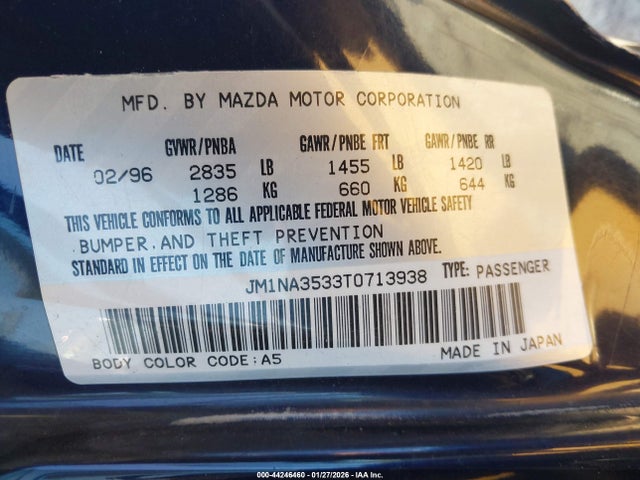 MFD. BY MAZDA MOTOR CORPORATION
DATE GVWR/PNBA GAWR/PNBE FRT GAWR/PNBE RR
02/96 2835 LB 1455 LB 1420 LB
1286 KG 660 KG 644 KG
THIS VEHICLE CONFORMS TO ALL APPLICABLE FEDERAL MOTOR VEHICLE SAFETY
BUMPER.AND THEFT PREVENTION
STANDARD IN EFFECT ON THE DATE OF MANUFACTURE SHOWN ABOVE.
JM1NA3533T0713938 TYPE: PASSENGER
BODY COLOR CODE:A5 MADE IN JAPAN
000-44246460 - 01/27/2026 - IAA Inc.